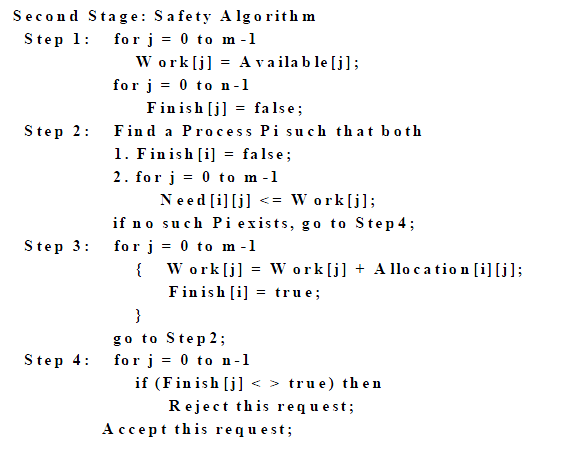 Second Stage: Safety Algorithm
Step 1: for j = 0 to m-1
Work[j] = Available[j];
for j = 0 to n-1
Finish[j] = false;
Step 2: Find a Process Pi such that both
1. Finish[i] = false;
2. for j = 0 to m-1
Need[i][j] <= Work[j];
if no such Pi exists, go to Step4;
Step 3: for j = 0 to m-1
{ Work[j] = Work[j] + Allocation[i][j];
Finish[i] = true;
}
go to Step2;
Step 4: for j = 0 to n-1
if (Finish[j] < > true) then
Reject this request;
Accept this request;